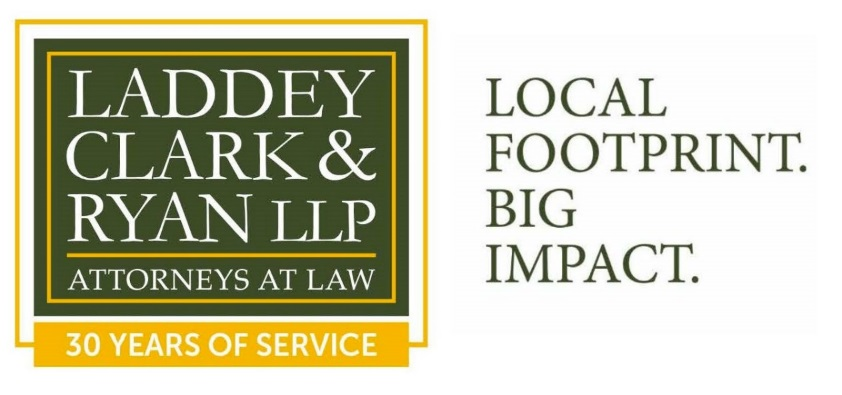 LADDEY
CLARK &
RYAN LLP
ATTORNEYS AT LAW
30 YEARS OF SERVICE
LOCAL
FOOTPRINT.
BIG
IMPACT.